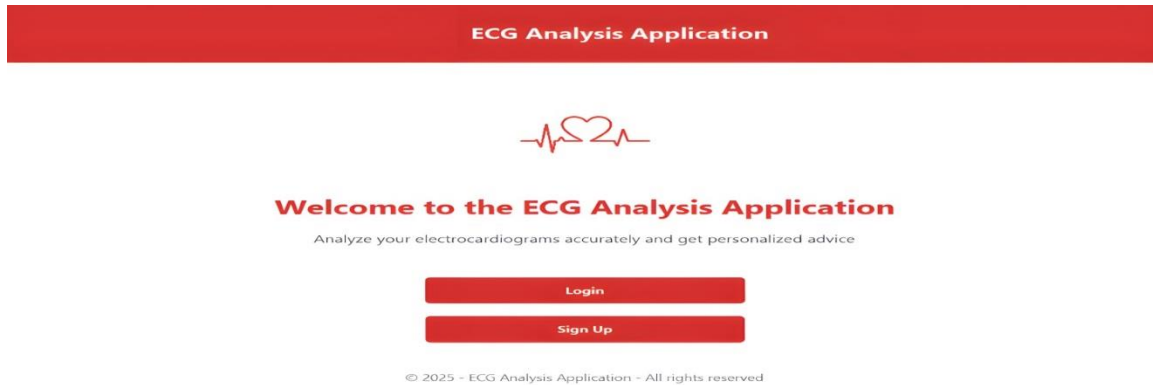 ECG Analysis Application
Welcome to the ECG Analysis Application
Analyze your electrocardiograms accurately and get personalized advice
Login
Sign Up
© 2025 - ECG Analysis Application - All rights reserved